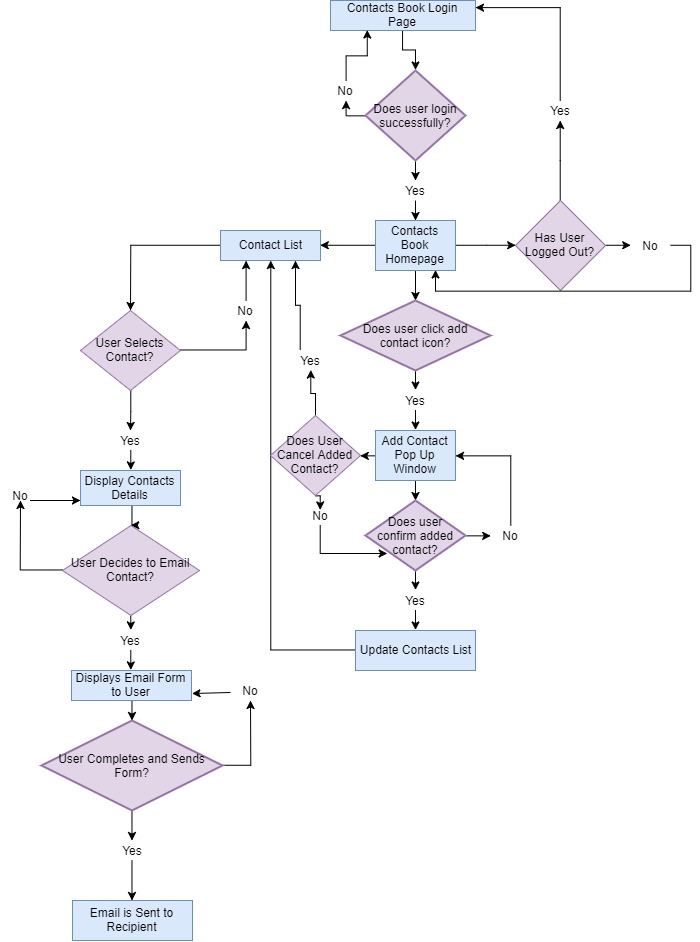 Contacts Book Login
Page
No
Does user login
successfully?
Yes
Yes
Contact List
Contacts
Book
Homepage
Has User
Logged Out?
No
No
User Selects
Contact?
Does user click add
contact icon?
Yes
Yes
Yes
Does User
Cancel Added
Contact?
Add Contact
Pop Up
Window
Display Contacts
Details
No
No
Does user
confirm added
contact?
No
User Decides to Email
Contact?
Yes
Yes
Update Contacts List
Displays Email Form
to User
No
User Completes and Sends
Form?
Yes
Email is Sent to
Recipient